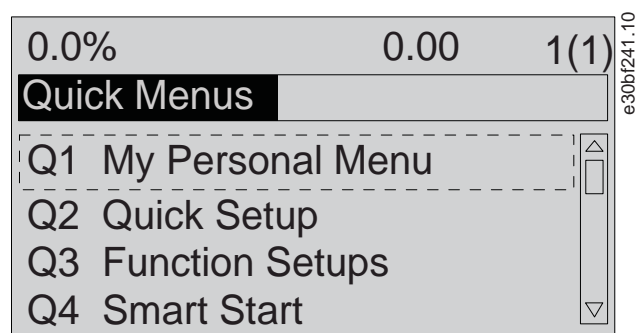 0.0% 0.00 1(1)
Quick Menus
Q1 My Personal Menu
Q2 Quick Setup
Q3 Function Setups
Q4 Smart Start
e30bf241.10